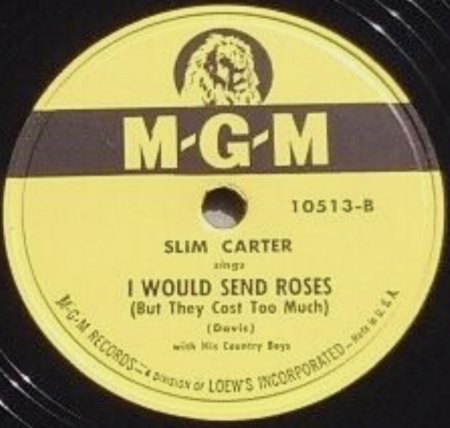 M-G-M
10513-B
SLIM CARTER
sings
I WOULD SEND ROSES
(But They Cost Too Much)
(Davis)
with His Country Boys
M-G-M RECORDS—A DIVISION OF LOEW'S INCORPORATED—Made in U.S.A.